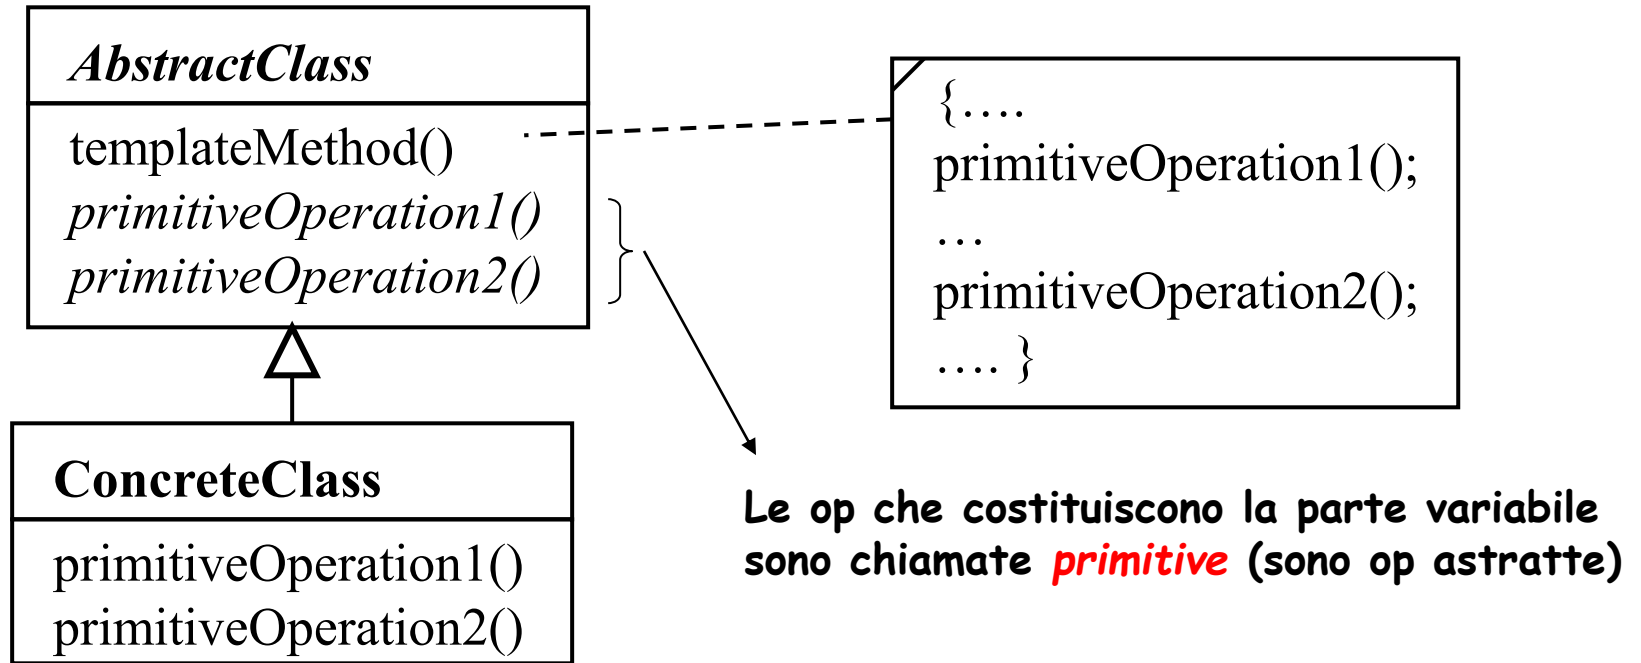 AbstractClass
templateMethod()
primitiveOperation1()
primitiveOperation2()
{....
primitiveOperation1();
...
primitiveOperation2();
.... }
ConcreteClass
primitiveOperation1()
primitiveOperation2()
Le op che costituiscono la parte variabile
sono chiamate primitive (sono op astratte)